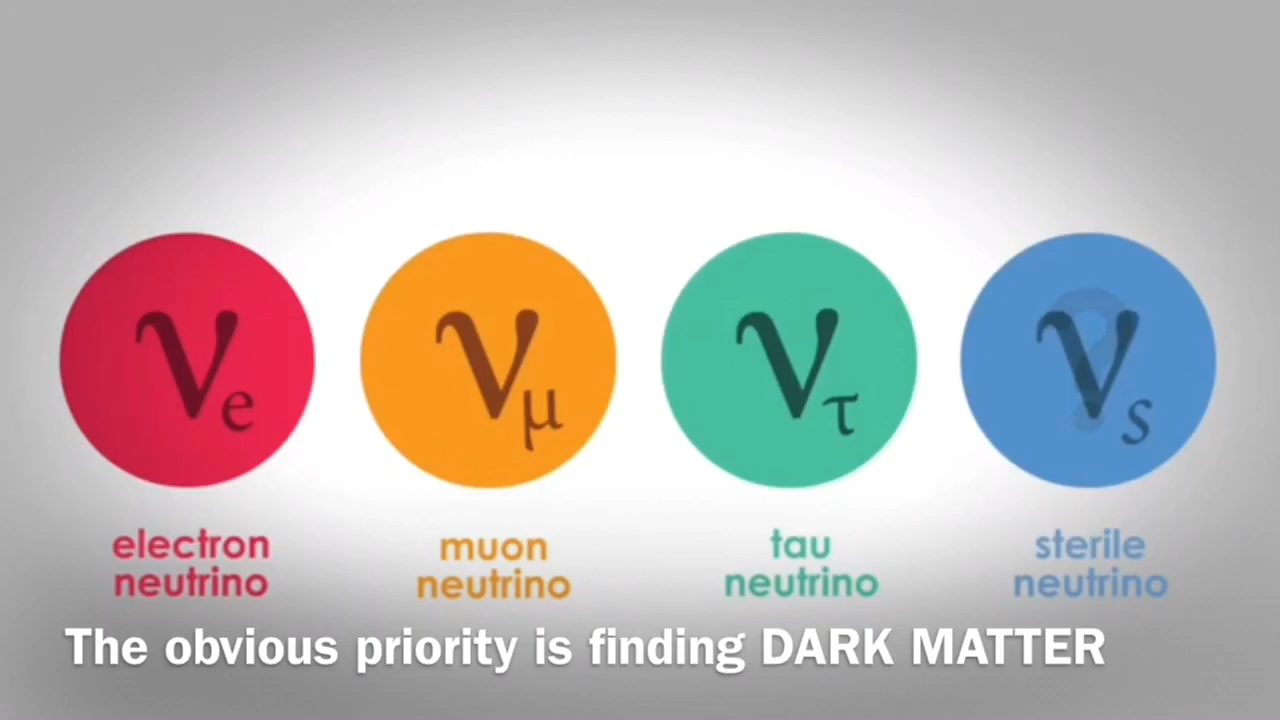 νe νμ ντ νs ?
electron neutrino
muon neutrino
tau neutrino
sterile neutrino
The obvious priority is finding DARK MATTER